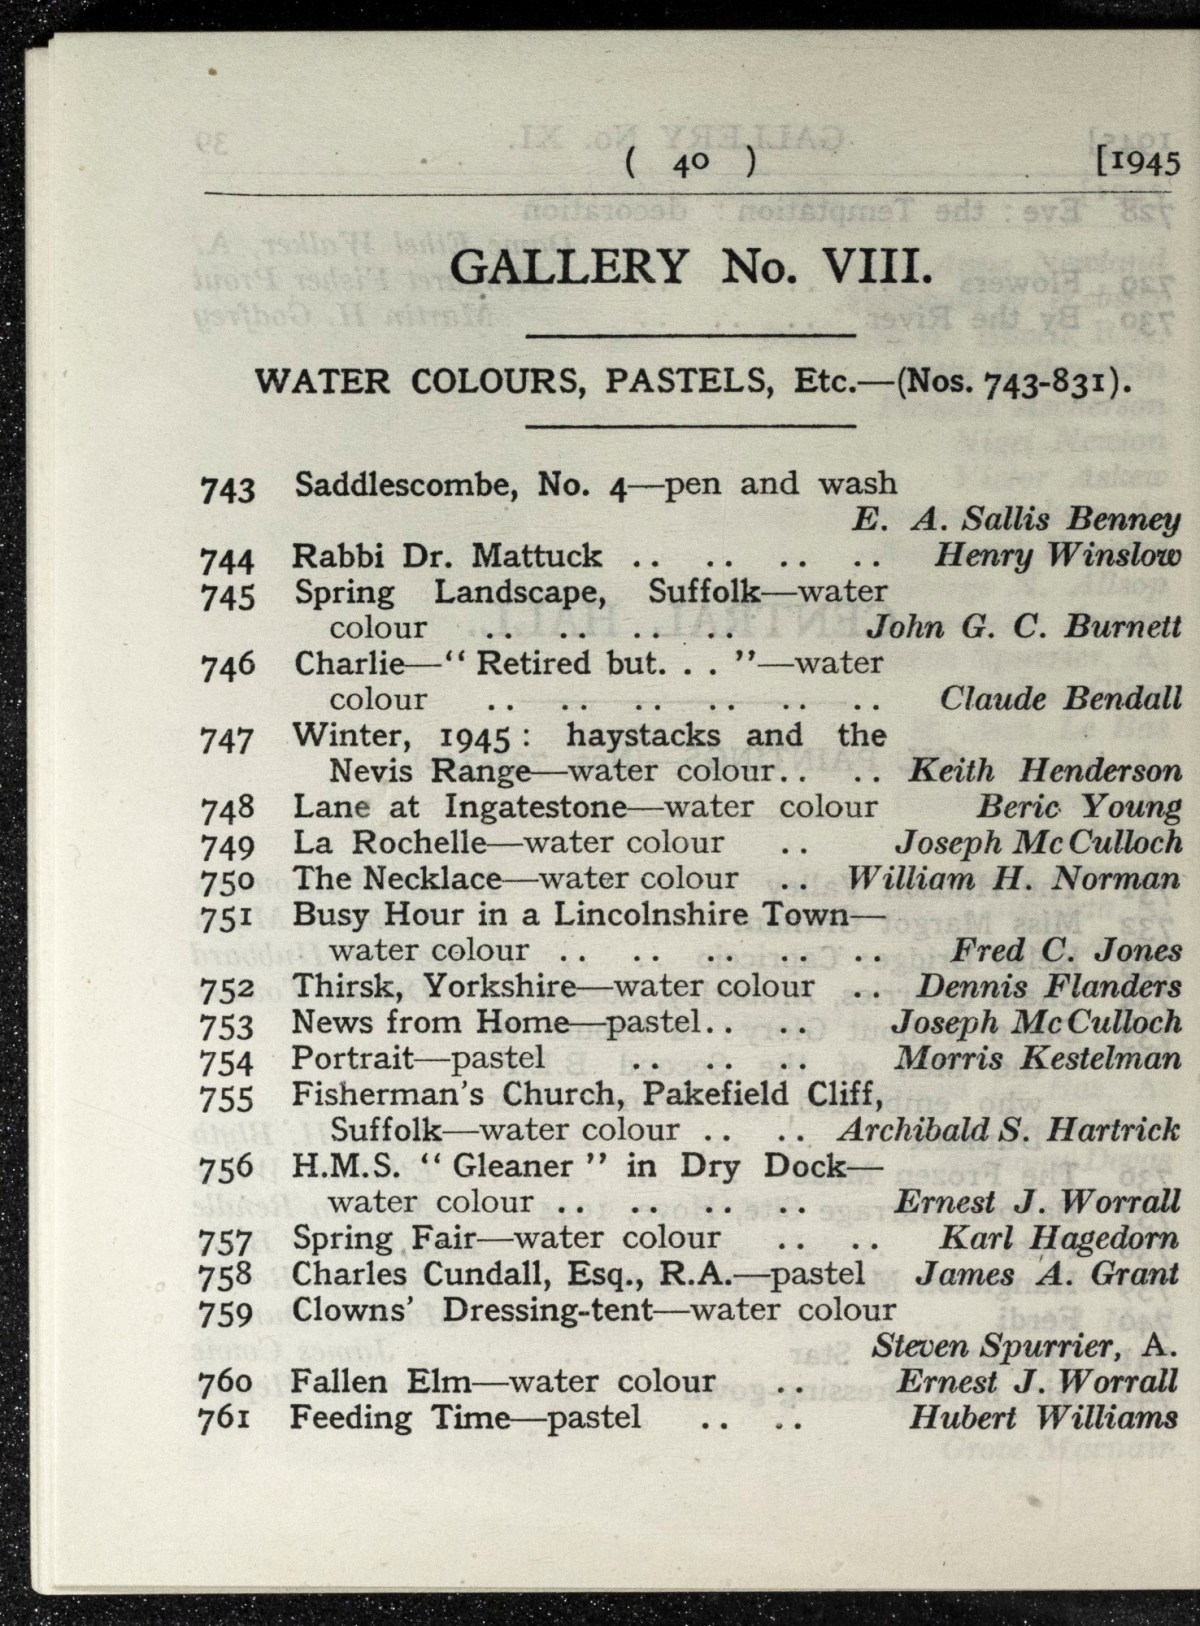 ( 40 ) [1945
GALLERY No. VIII.
WATER COLOURS, PASTELS, Etc.—(Nos. 743-831).
743 Saddlescombe, No. 4—pen and wash
E. A. Sallis Benney
744 Rabbi Dr. Mattuck .. .. .. .. Henry Winslow
745 Spring Landscape, Suffolk—water
colour .. .. .. .. John G. C. Burnett
746 Charlie—“ Retired but. . . ”—water
colour .. .. .. .. .. .. Claude Bendall
747 Winter, 1945 : haystacks and the
Nevis Range—water colour.. .. Keith Henderson
748 Lane at Ingatestone—water colour Beric Young
749 La Rochelle—water colour .. Joseph McCulloch
750 The Necklace—water colour .. William H. Norman
751 Busy Hour in a Lincolnshire Town—
water colour .. .. .. .. .. Fred C. Jones
752 Thirsk, Yorkshire—water colour .. Dennis Flanders
753 News from Home—pastel.. .. Joseph McCulloch
754 Portrait—pastel .. .. .. Morris Kestelman
755 Fisherman’s Church, Pakefield Cliff,
Suffolk—water colour .. .. Archibald S. Hartrick
756 H.M.S. “ Gleaner ” in Dry Dock—
water colour .. .. .. .. Ernest J. Worrall
757 Spring Fair—water colour .. .. Karl Hagedorn
758 Charles Cundall, Esq., R.A.—pastel James A. Grant
759 Clowns’ Dressing-tent—water colour
Steven Spurrier, A.
760 Fallen Elm—water colour .. Ernest J. Worrall
761 Feeding Time—pastel .. .. Hubert Williams